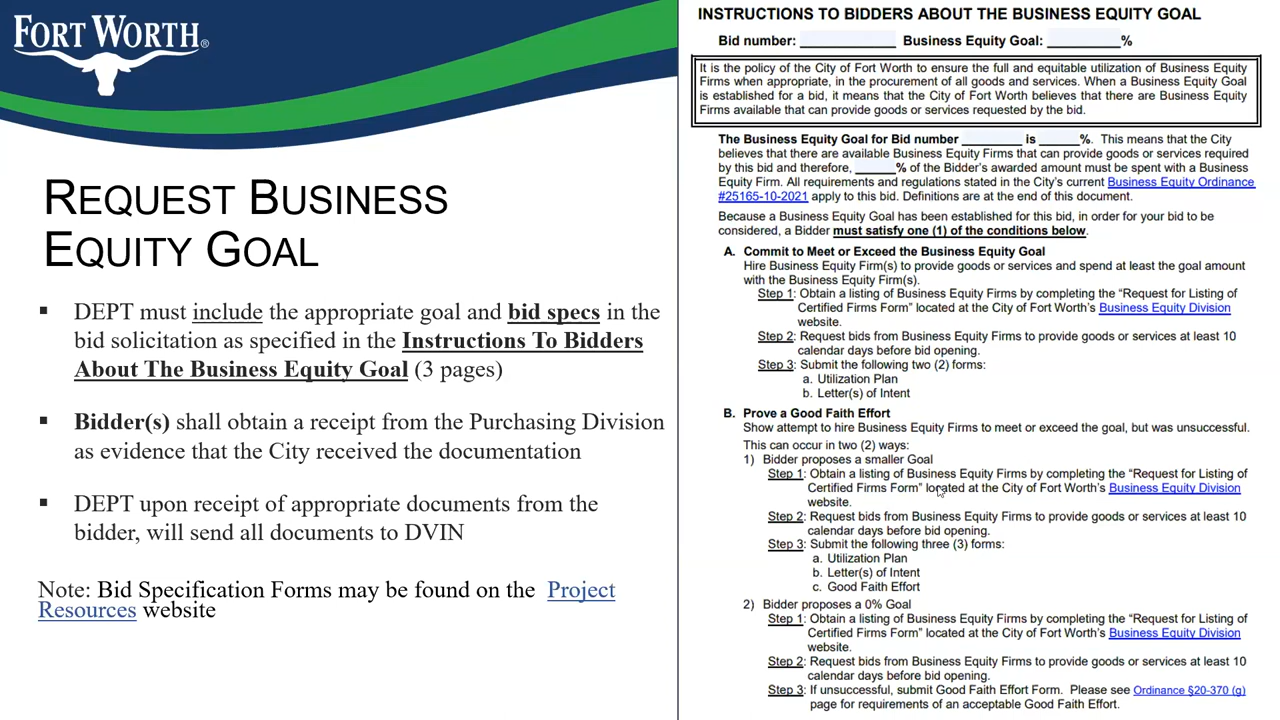 FORT WORTH®
REQUEST BUSINESS
EQUITY GOAL
▪ DEPT must include the appropriate goal and bid specs in the
bid solicitation as specified in the Instructions To Bidders
About The Business Equity Goal (3 pages)
▪ Bidder(s) shall obtain a receipt from the Purchasing Division
as evidence that the City received the documentation
▪ DEPT upon receipt of appropriate documents from the
bidder, will send all documents to DVIN
Note: Bid Specification Forms may be found on the Project
Resources website
INSTRUCTIONS TO BIDDERS ABOUT THE BUSINESS EQUITY GOAL
Bid number: ____________ Business Equity Goal: _________%
It is the policy of the City of Fort Worth to ensure the full and equitable utilization of Business Equity
Firms when appropriate, in the procurement of all goods and services. When a Business Equity Goal
is established for a bid, it means that the City of Fort Worth believes that there are Business Equity
Firms available that can provide goods or services requested by the bid.
The Business Equity Goal for Bid number _________ is ______%. This means that the City
believes that there are available Business Equity Firms that can provide goods or services required
by this bid and therefore, ______% of the Bidder's awarded amount must be spent with a Business
Equity Firm. All requirements and regulations stated in the City's current Business Equity Ordinance
#25165-10-2021 apply to this bid. Definitions are at the end of this document.
Because a Business Equity Goal has been established for this bid, in order for your bid to be
considered, a Bidder must satisfy one (1) of the conditions below.
A. Commit to Meet or Exceed the Business Equity Goal
Hire Business Equity Firm(s) to provide goods or services and spend at least the goal amount
with the Business Equity Firm(s).
Step 1: Obtain a listing of Business Equity Firms by completing the "Request for Listing of
Certified Firms Form" located at the City of Fort Worth's Business Equity Division
website.
Step 2: Request bids from Business Equity Firms to provide goods or services at least 10
calendar days before bid opening.
Step 3: Submit the following two (2) forms:
a. Utilization Plan
b. Letter(s) of Intent
B. Prove a Good Faith Effort
Show attempt to hire Business Equity Firms to meet or exceed the goal, but was unsuccessful.
This can occur in two (2) ways:
1) Bidder proposes a smaller Goal
Step 1: Obtain a listing of Business Equity Firms by completing the "Request for Listing of
Certified Firms Form" located at the City of Fort Worth's Business Equity Division
website.
Step 2: Request bids from Business Equity Firms to provide goods or services at least 10
calendar days before bid opening.
Step 3: Submit the following three (3) forms:
a. Utilization Plan
b. Letter(s) of Intent
c. Good Faith Effort
2) Bidder proposes a 0% Goal
Step 1: Obtain a listing of Business Equity Firms by completing the "Request for Listing of
Certified Firms Form" located at the City of Fort Worth's Business Equity Division
website.
Step 2: Request bids from Business Equity Firms to provide goods or services at least 10
calendar days before bid opening.
Step 3: If unsuccessful, submit Good Faith Effort Form. Please see Ordinance §20-370 (g)
page for requirements of an acceptable Good Faith Effort.